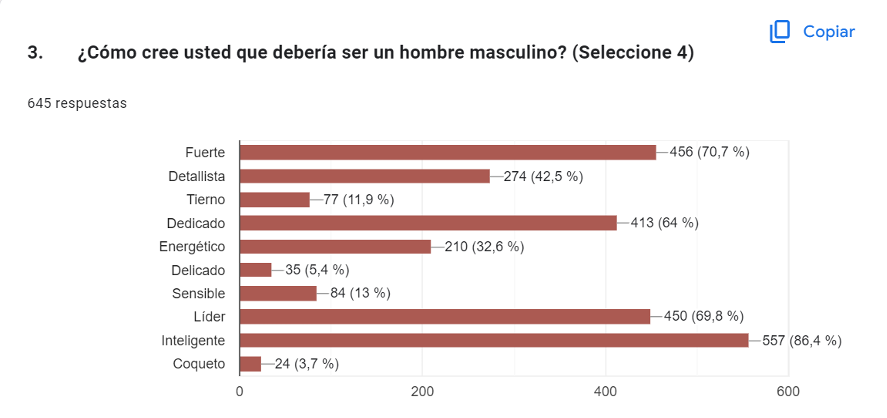 Copiar
3. ¿Cómo cree usted que debería ser un hombre masculino? (Seleccione 4)
645 respuestas
Fuerte 456 (70,7 %)
Detallista 274 (42,5 %)
Tierno 77 (11,9 %)
Dedicado 413 (64 %)
Energético 210 (32,6 %)
Delicado 35 (5,4 %)
Sensible 84 (13 %)
Líder 450 (69,8 %)
Inteligente 557 (86,4 %)
Coqueto 24 (3,7 %)
0 200 400 600